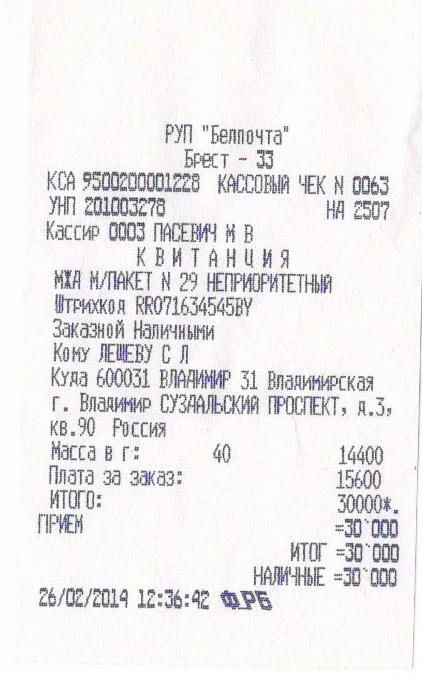 РУП "Белпочта"
Брест - 33
КСА 9500200001228 КАССОВЫЙ ЧЕК N 0063
УНП 201003278 НД 2507
Кассир 0003 ПАСЕВИЧ М В
К В И Т А Н Ц И Я
МЖД М/ПАКЕТ N 29 НЕПРИОРИТЕТНЫЙ
Штрихкод RR071634545BY
Заказной Наличными
Кому ЛЕШЕВУ С Л
Куда 600031 ВЛАДИМИР 31 Владимирская
г. Владимир СУЗДАЛЬСКИЙ ПРОСПЕКТ, д.3,
кв.90 Россия
Масса в г: 40 14400
Плата за заказ: 15600
ИТОГО: 30000*.
ПРИЕМ =30`000
ИТОГ =30`000
НАЛИЧНЫЕ =30`000
26/02/2014 12:36:42 ФРБ